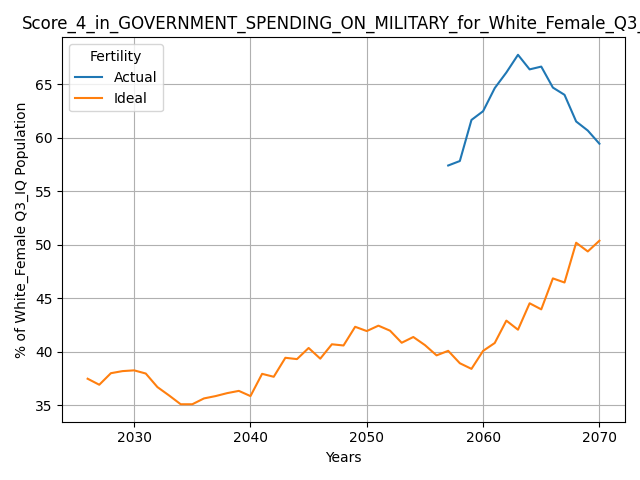 Score_4_in_GOVERNMENT_SPENDING_ON_MILITARY_for_White_Female_Q3_
Fertility
Actual
Ideal
% of White_Female Q3_IQ Population
65
60
55
50
45
40
35
2030
2040
2050
2060
2070
Years